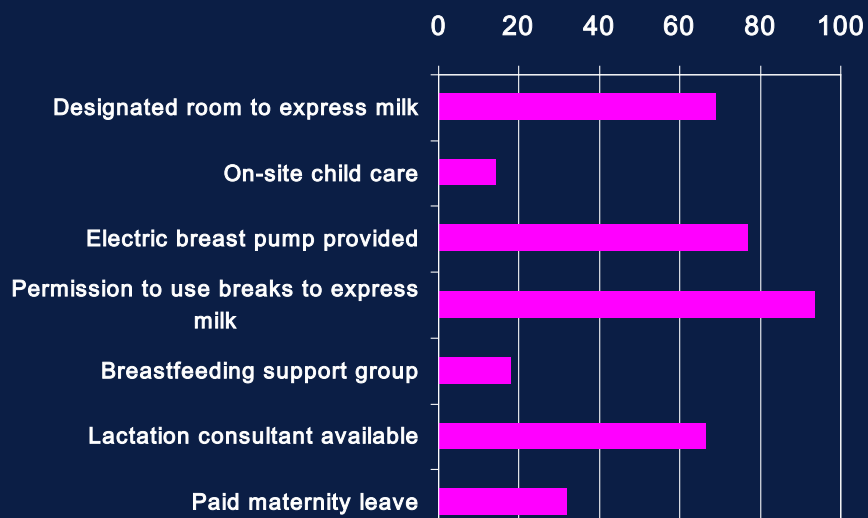 0 20 40 60 80 100
Designated room to express milk
On-site child care
Electric breast pump provided
Permission to use breaks to express
milk
Breastfeeding support group
Lactation consultant available
Paid maternity leave